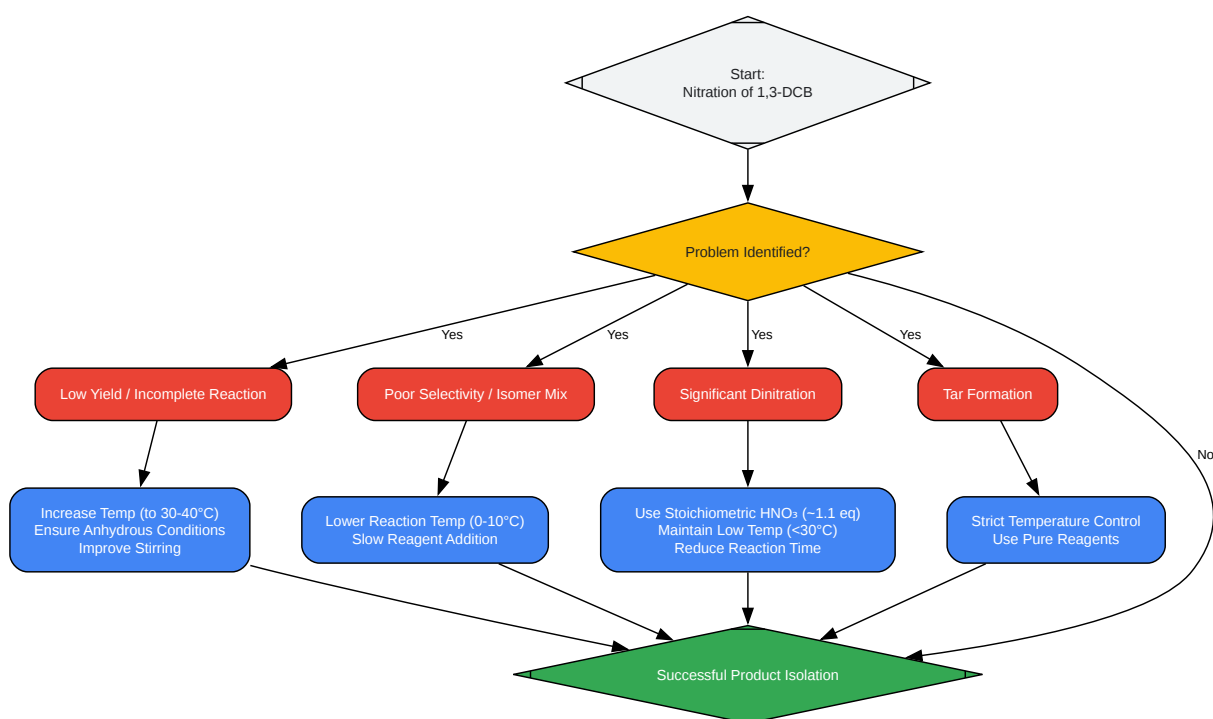 Start:
Nitration of 1,3-DCB
Problem Identified?
Yes
Yes
Yes
Yes
No
Low Yield / Incomplete Reaction
Poor Selectivity / Isomer Mix
Significant Dinitration
Tar Formation
Increase Temp (to 30-40°C)
Ensure Anhydrous Conditions
Improve Stirring
Lower Reaction Temp (0-10°C)
Slow Reagent Addition
Use Stoichiometric HNO₃ (~1.1 eq)
Maintain Low Temp (<30°C)
Reduce Reaction Time
Strict Temperature Control
Use Pure Reagents
Successful Product Isolation